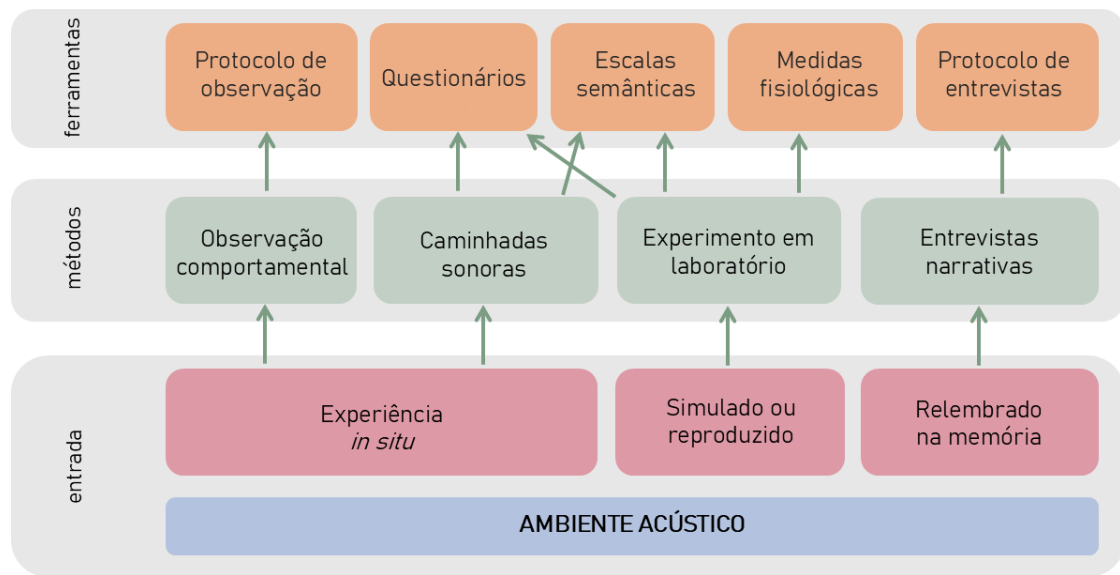 ferramentas
Protocolo de
observação
Questionários
Escalas
semânticas
Medidas
fisiológicas
Protocolo de
entrevistas
métodos
Observação
comportamental
Caminhadas
sonoras
Experimento em
laboratório
Entrevistas
narrativas
entrada
Experiência
in situ
Simulado ou
reproduzido
Relembrado
na memória
AMBIENTE ACÚSTICO